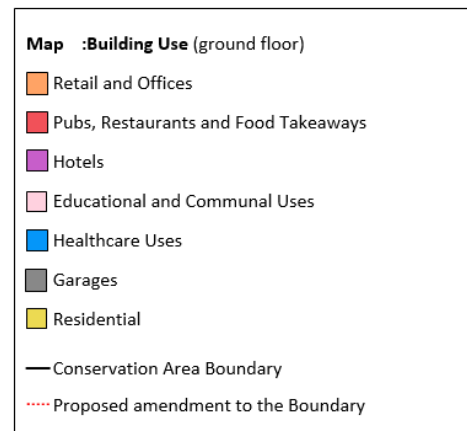 Map :Building Use (ground floor)
Retail and Offices
Pubs, Restaurants and Food Takeaways
Hotels
Educational and Communal Uses
Healthcare Uses
Garages
Residential
Conservation Area Boundary
Proposed amendment to the Boundary